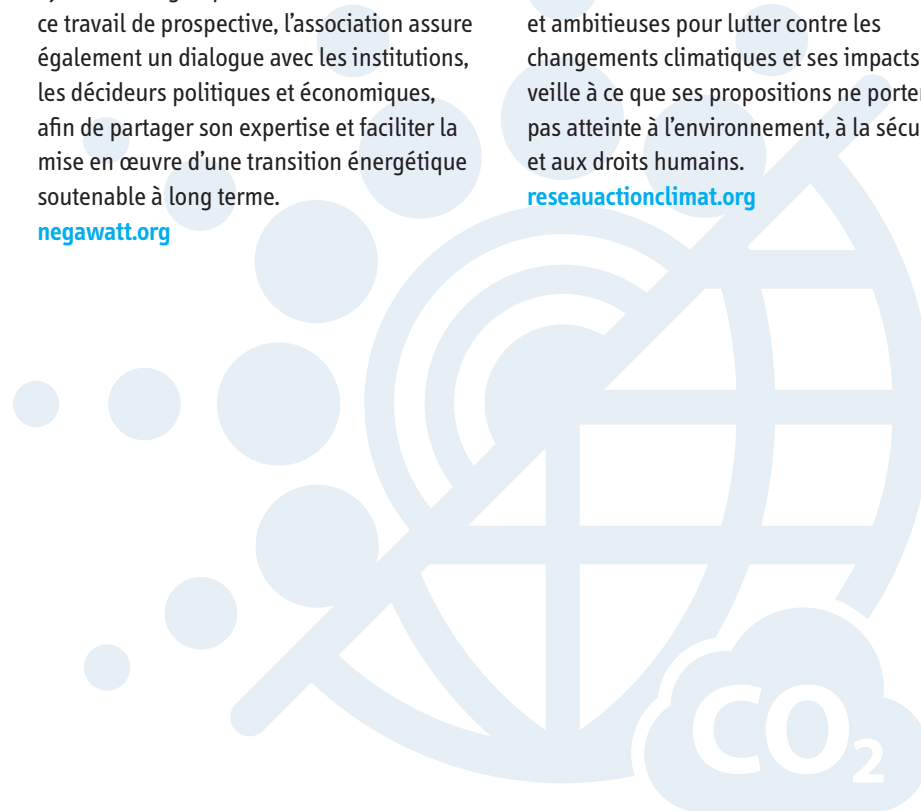 ce travail de prospective, l’association assure
également un dialogue avec les institutions,
les décideurs politiques et économiques,
afin de partager son expertise et faciliter la
mise en œuvre d’une transition énergétique
soutenable à long terme.
negawatt.org
et ambitieuses pour lutter contre les
changements climatiques et ses impacts
veille à ce que ses propositions ne
pas atteinte à l’environnement, à la
et aux droits humains.
reseauactionclimat.org
CO₂